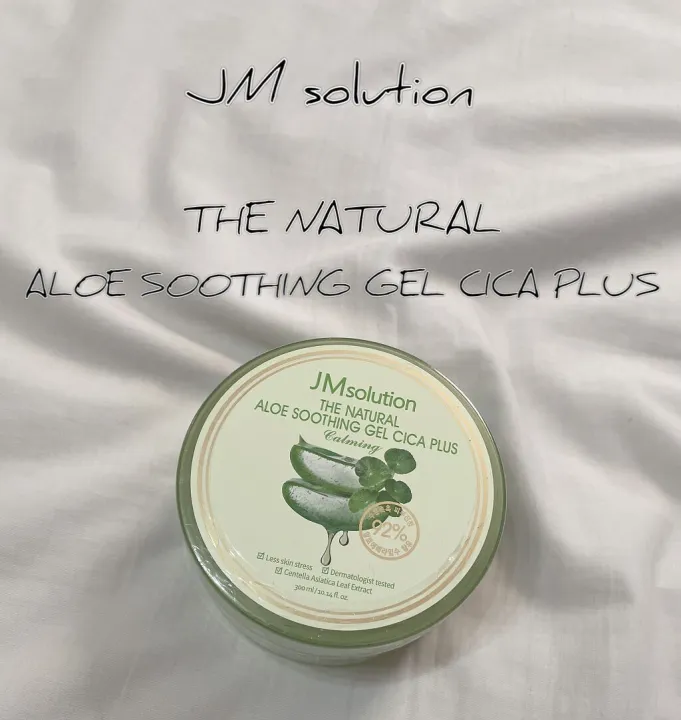 JM solution
THE NATURAL
ALOE SOOTHING GEL CICA PLUS
JMsolution
THE NATURAL
ALOE SOOTHING GEL CICA PLUS
Calming
92%
☑ Less skin stress ☑ Dermatologist tested
☑ Centella Asiatica Leaf Extract
300 ml / 10.14 fl. oz.